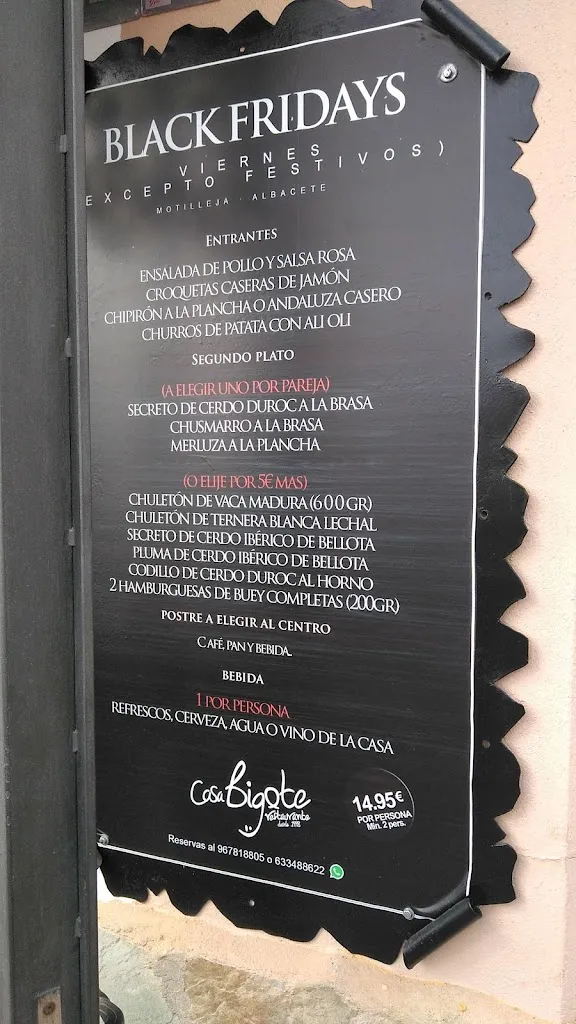 BLACK FRIDAYS
VIERNES
EXCEPTO FESTIVOS)
MOTILLEJA - ALBACETE
ENTRANTES
ENSALADA DE POLLO Y SALSA ROSA
CROQUETAS CASERAS DE JAMÓN
CHIPIRÓN A LA PLANCHA O ANDALUZA CASERO
CHURROS DE PATATA CON ALI OLI
SEGUNDO PLATO
(A ELEGIR UNO POR PAREJA)
SECRETO DE CERDO DUROC A LA BRASA
CHUSMARRO A LA BRASA
MERLUZA A LA PLANCHA
(O ELIJE POR 5€ MAS)
CHULETÓN DE VACA MADURA (600GR)
CHULETÓN DE TERNERA BLANCA LECHAL
SECRETO DE CERDO IBÉRICO DE BELLOTA
PLUMA DE CERDO IBÉRICO DE BELLOTA
CODILLO DE CERDO DUROC AL HORNO
2 HAMBURGUESAS DE BUEY COMPLETAS (200GR)
POSTRE A ELEGIR AL CENTRO
CAFÉ, PAN Y BEBIDA..
BEBIDA
1 POR PERSONA
REFRESCOS, CERVEZA, AGUA O VINO DE LA CASA
Casa Bigote
restaurante
desde
14.95€
POR PERSONA
Min. 2 pers.
Reservas al 967818805 o 633488622